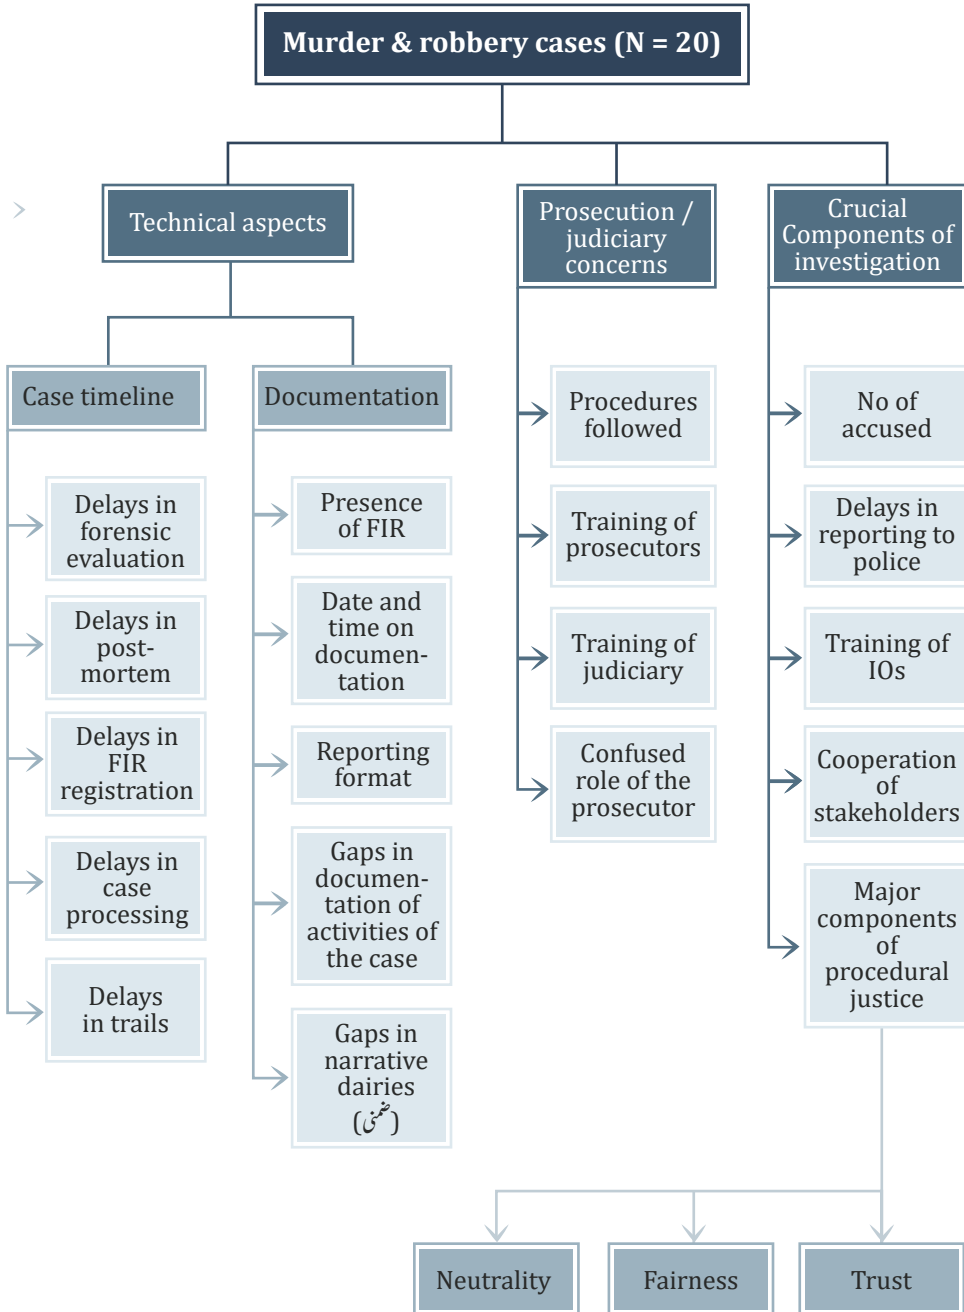 Murder & robbery cases (N = 20)
Technical aspects
Prosecution /
judiciary
concerns
Crucial
Components of
investigation
Case timeline
Delays in
forensic
evaluation
Delays in
post-
mortem
Delays in
FIR
registration
Delays in
case
processing
Delays
in trails
Documentation
Presence
of FIR
Date and
time on
documen-
tation
Reporting
format
Gaps in
documen-
tation of
activities of
the case
Gaps in
narrative
dairies
(ضمنی)
Procedures
followed
Training of
prosecutors
Training of
judiciary
Confused
role of the
prosecutor
No of
accused
Delays in
reporting to
police
Training of
IOs
Cooperation
of
stakeholders
Major
components
of
procedural
justice
Neutrality
Fairness
Trust